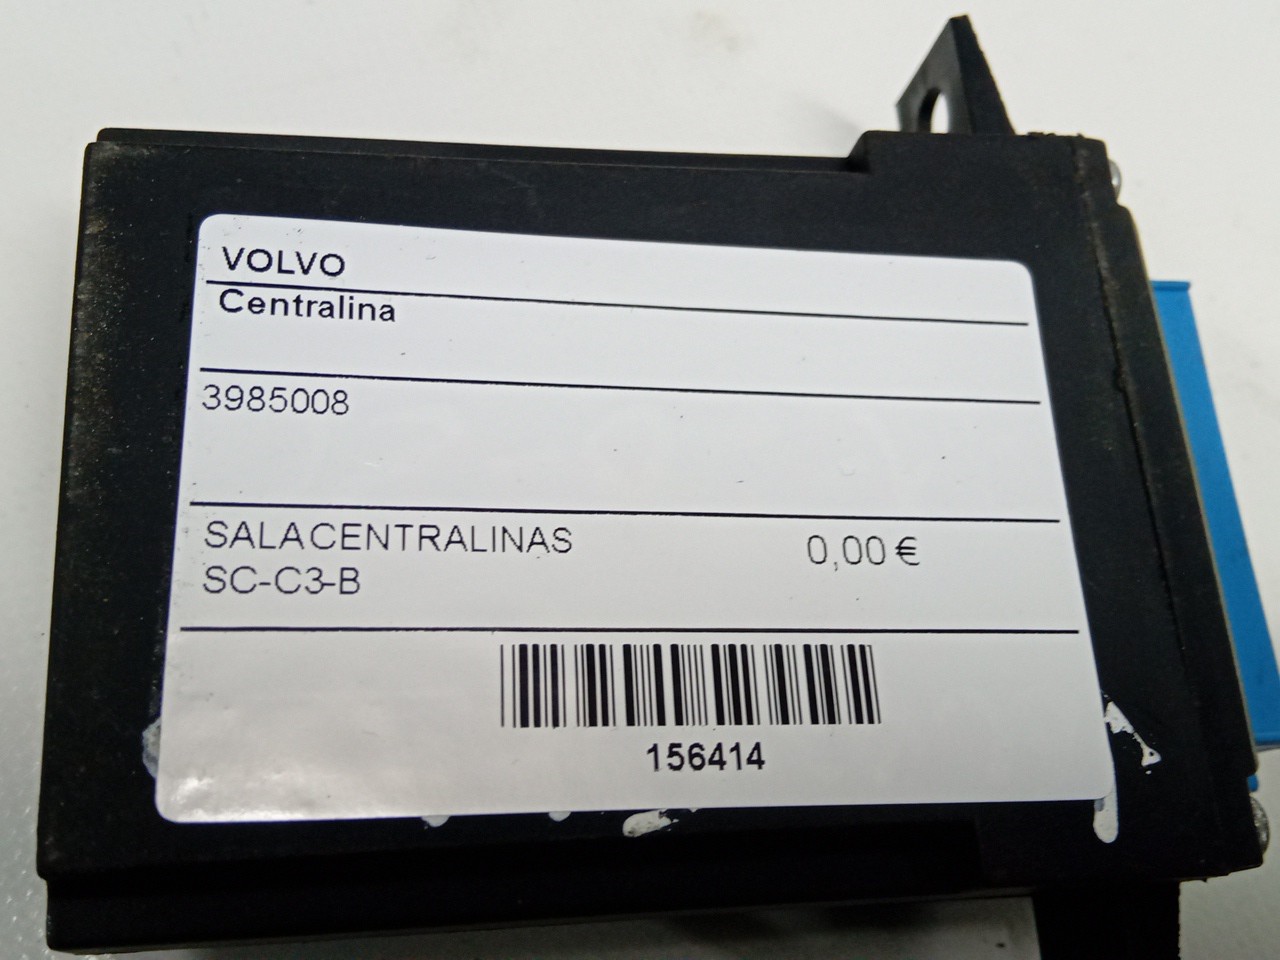 VOLVO
Centralina
3985008
SALACENTRALINAS 0,00 €
SC-C3-B
156414